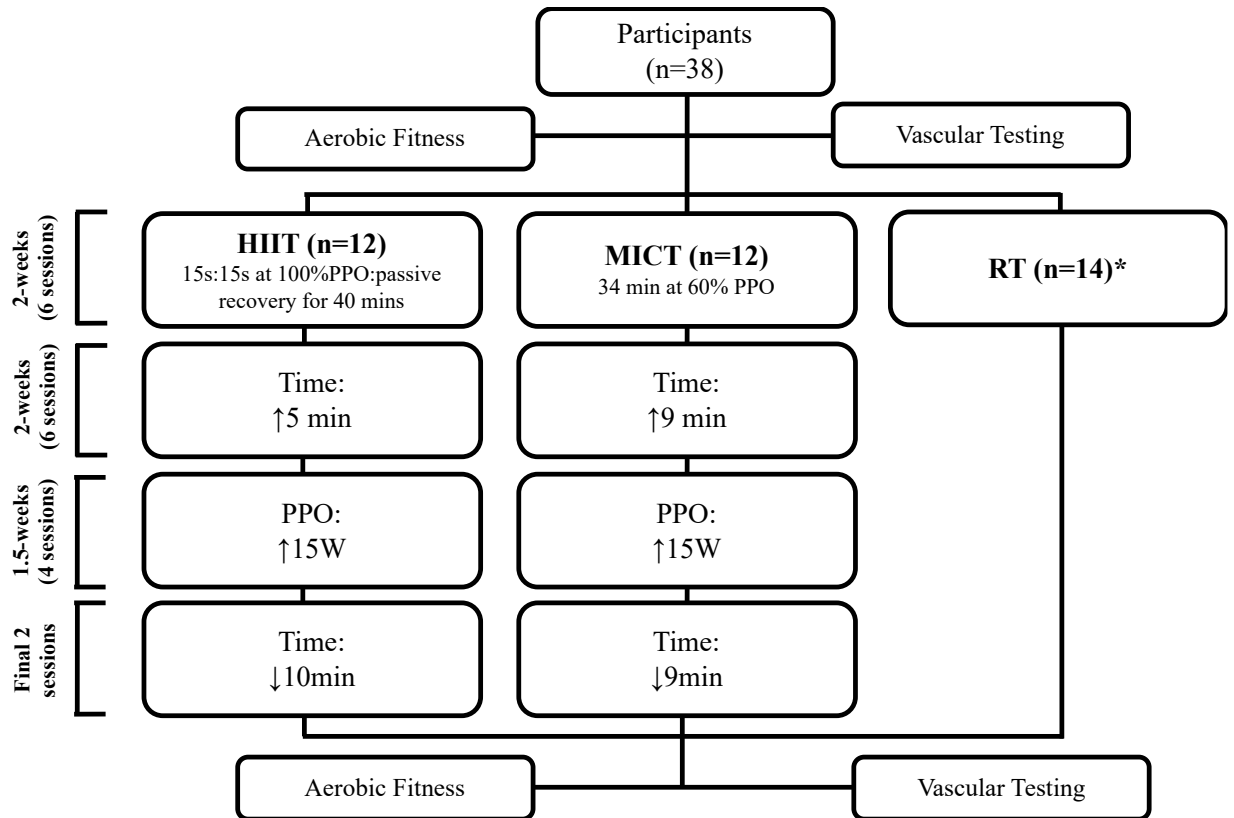 Participants
(n=38)
Aerobic Fitness
Vascular Testing
2-weeks
(6 sessions)
HIIT (n=12)
15s:15s at 100%PPO:passive
recovery for 40 mins
MICT (n=12)
34 min at 60% PPO
RT (n=14)*
2-weeks
(6 sessions)
Time:
↑5 min
Time:
↑9 min
1.5-weeks
(4 sessions)
PPO:
↑15W
PPO:
↑15W
Final 2
sessions
Time:
↓10min
Time:
↓9min
Aerobic Fitness
Vascular Testing